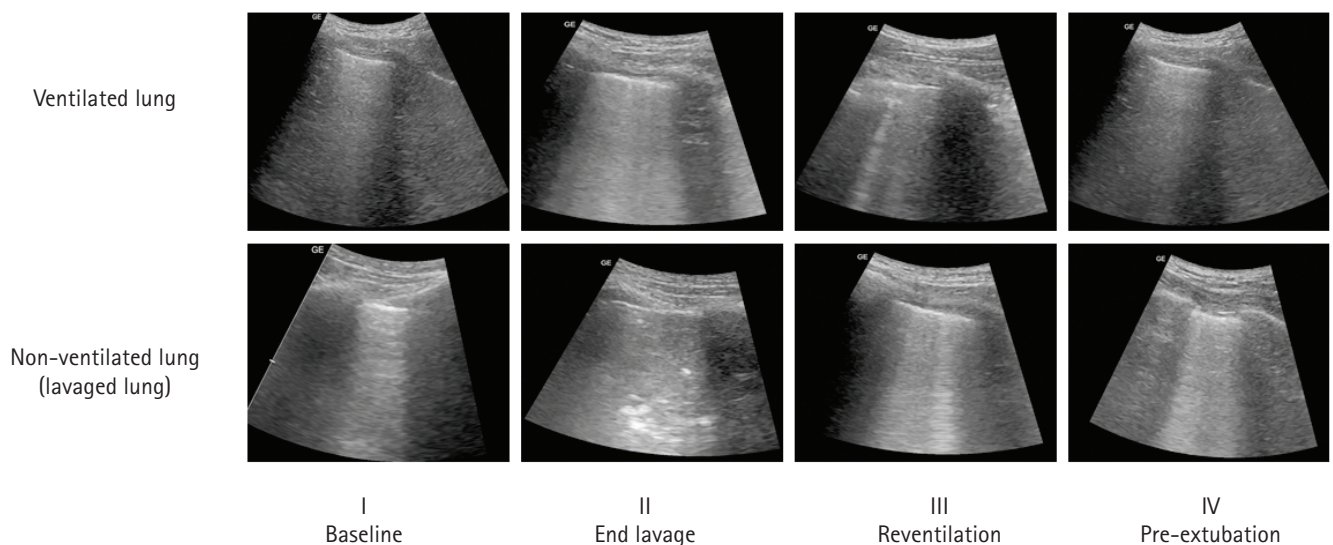 GE
GE
GE
GE
Ventilated lung
GE
GE
GE
GE
Non-ventilated lung
(lavaged lung)
I
II
III
IV
Baseline
End lavage
Reventilation
Pre-extubation